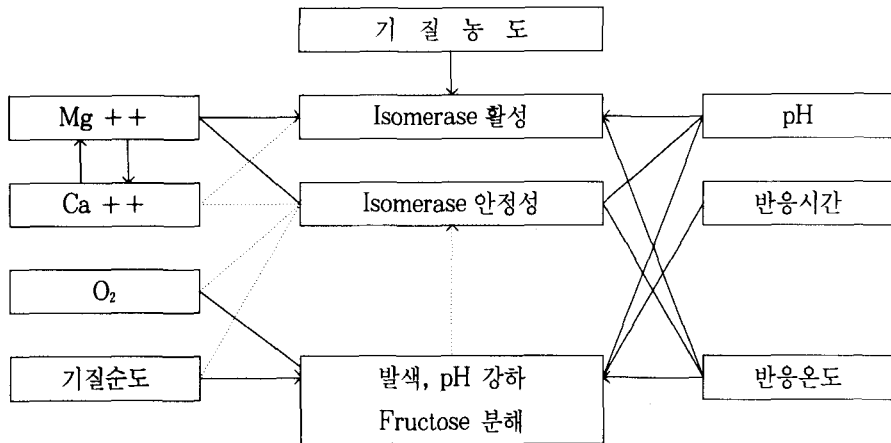 기 질 농 도
Mg ++
Isomerase 활성
pH
Ca ++
Isomerase 안정성
반응시간
O₂
기질순도
발색, pH 강하
Fructose 분해
반응온도